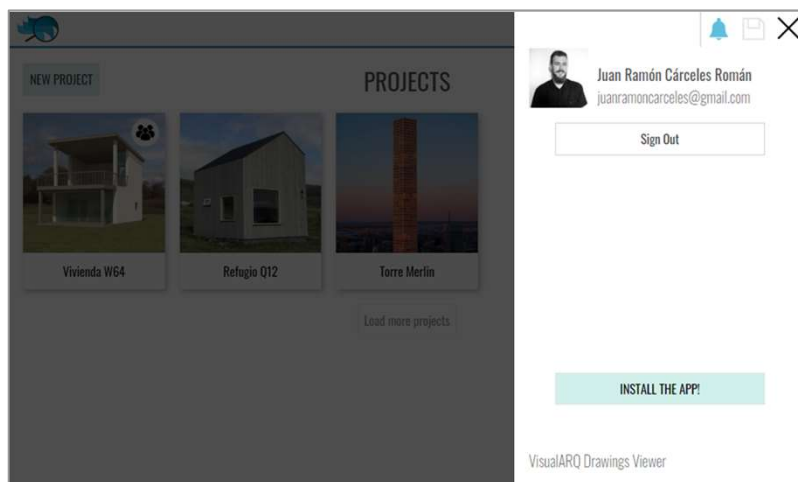 NEW PROJECT
PROJECTS
Vivienda W64
Refugio Q12
Torre Merlin
Load more projects
Juan Ramón Cárceles Román
juanramoncarceles@gmail.com
Sign Out
INSTALL THE APP!
VisualARQ Drawings Viewer